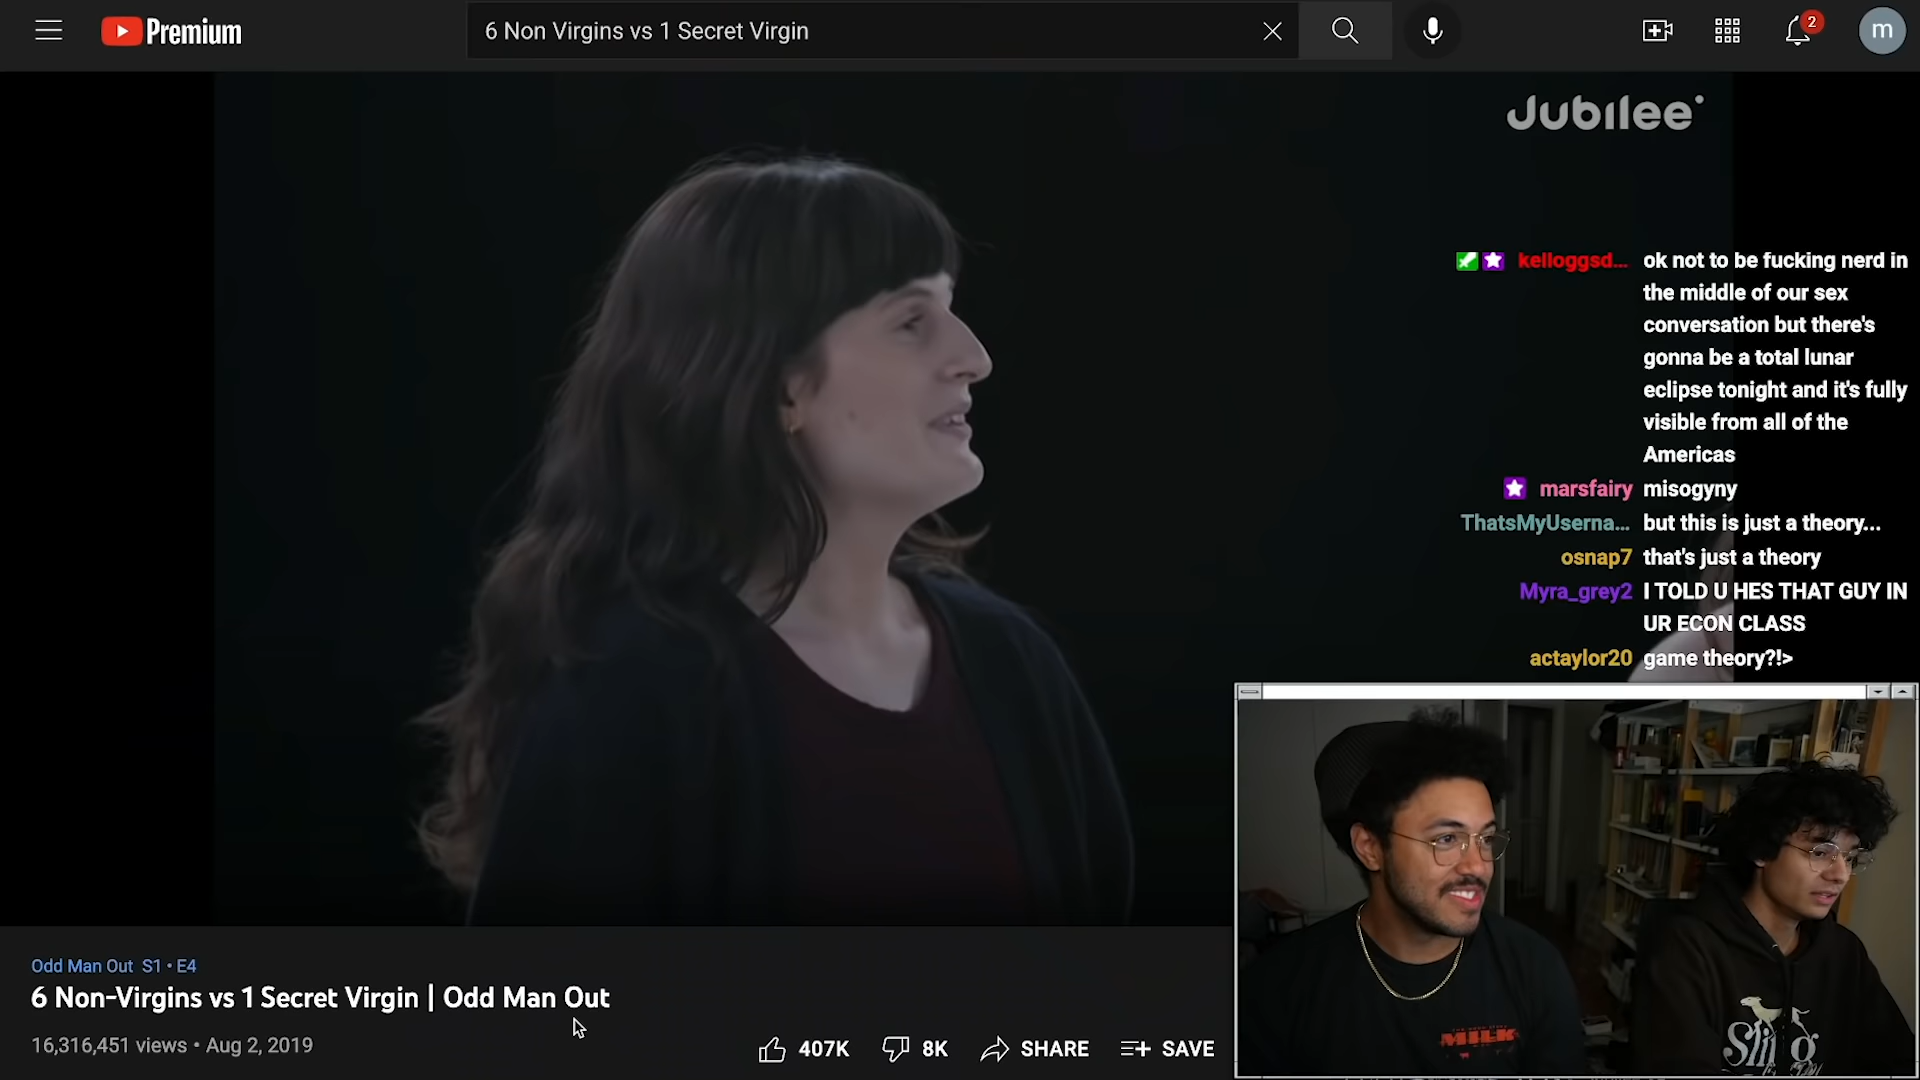 Premium
6 Non Virgins vs 1 Secret Virgin
2
m
Jubilee
kelloggsd... ok not to be fucking nerd in
the middle of our sex
conversation but there's
gonna be a total lunar
eclipse tonight and it's fully
visible from all of the
Americas
marsfairy misogyny
ThatsMyUserna... but this is just a theory...
osnap7 that's just a theory
Myra_grey2 I TOLD U HES THAT GUY IN
UR ECON CLASS
actaylor20 game theory?!>
MILK
Odd Man Out S1 • E4
6 Non-Virgins vs 1 Secret Virgin | Odd Man Out
16,316,451 views • Aug 2, 2019
407K
8K
SHARE
SAVE